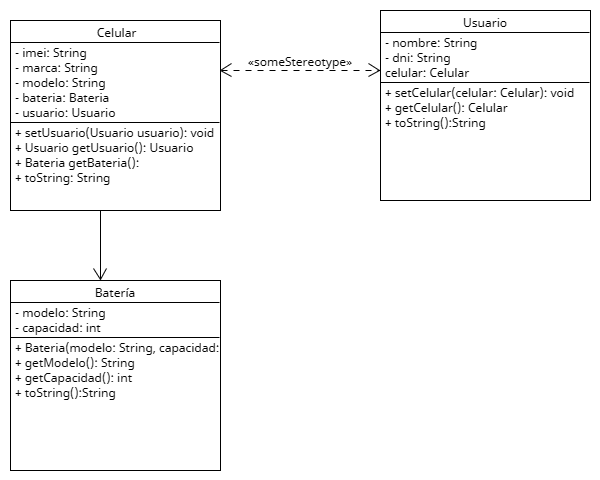 Celular
- imei: String
- marca: String
- modelo: String
- bateria: Bateria
- usuario: Usuario
+ setUsuario(Usuario usuario): void
+ Usuario getUsuario(): Usuario
+ Bateria getBateria():
+ toString: String
«someStereotype»
Usuario
- nombre: String
- dni: String
celular: Celular
+ setCelular(celular: Celular): void
+ getCelular(): Celular
+ toString():String
Batería
- modelo: String
- capacidad: int
+ Bateria(modelo: String, capacidad:
+ getModelo(): String
+ getCapacidad(): int
+ toString():String